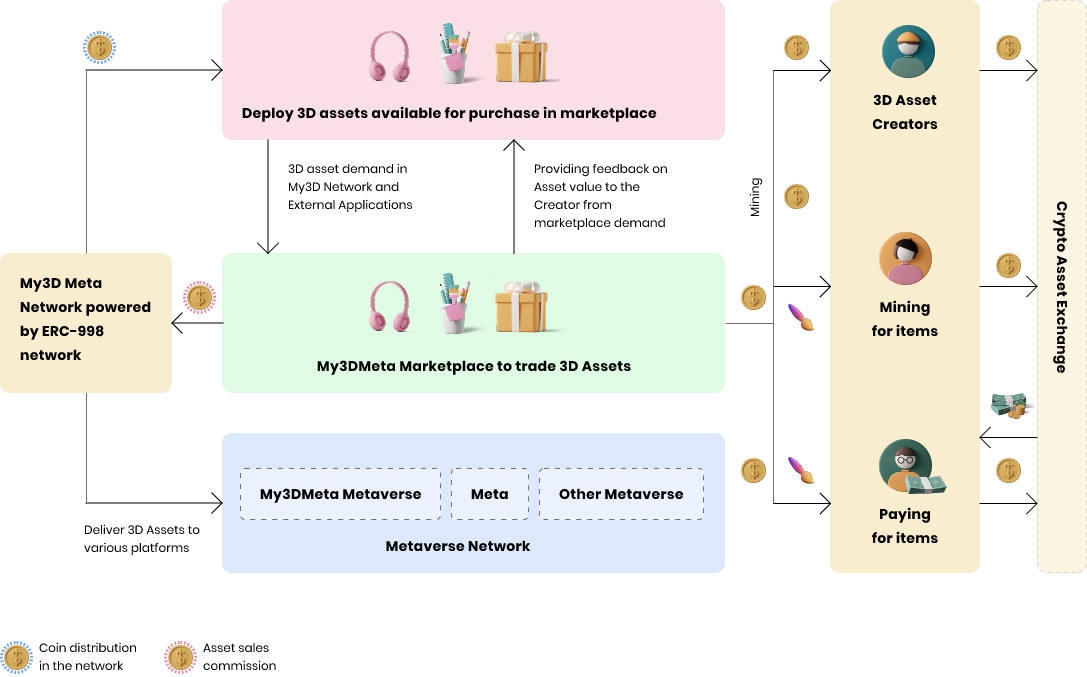 Deploy 3D assets available for purchase in marketplace
3D asset demand in
My3D Network and
External Applications
Providing feedback on
Asset value to the
Creator from
marketplace demand
My3D Meta
Network powered
by ERC-998
network
My3DMeta Marketplace to trade 3D Assets
My3DMeta Metaverse
Meta
Other Metaverse
Metaverse Network
Deliver 3D Assets to
various platforms
Mining
3D Asset
Creators
Mining
for items
Paying
for items
Crypto Asset Exchange
Coin distribution
in the network
Asset sales
commission